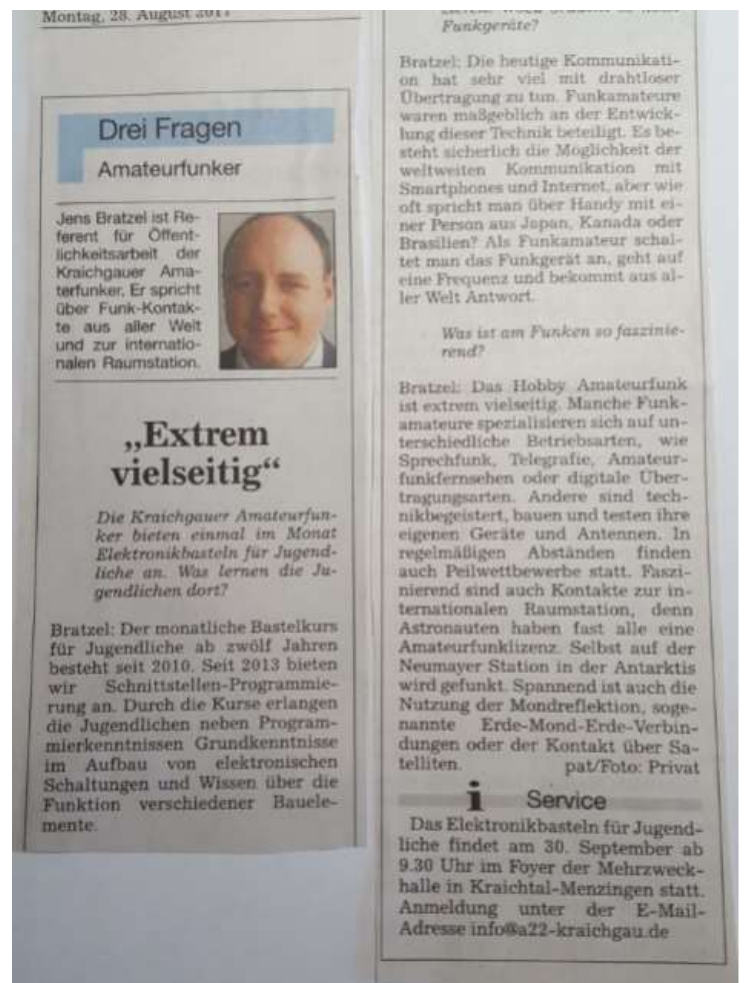 Montag, 28. August 2017
Drei Fragen
Amateurfunker
Jens Bratzel ist Re-
ferent für Öffent-
lichkeitsarbeit der
Kraichgauer Ama-
terfunker. Er spricht
über Funk-Kontak-
te aus aller Welt
und zur internatio-
nalen Raumstation.
„Extrem
vielseitig“
Die Kraichgauer Amateurfun-
ker bieten einmal im Monat
Elektronikbasteln für Jugend-
liche an. Was lernen die Ju-
gendlichen dort?
Bratzel: Der monatliche Bastelkurs
für Jugendliche ab zwölf Jahren
besteht seit 2010. Seit 2013 bieten
wir Schnittstellen-Programmie-
rung an. Durch die Kurse erlangen
die Jugendlichen neben Program-
mierkenntnissen Grundkenntnisse
im Aufbau von elektronischen
Schaltungen und Wissen über die
Funktion verschiedener Bauele-
mente.
Funkgeräte?
Bratzel: Die heutige Kommunikati-
on hat sehr viel mit drahtloser
Übertragung zu tun. Funkamateure
waren maßgeblich an der Entwick-
lung dieser Technik beteiligt. Es be-
steht sicherlich die Möglichkeit der
weltweiten Kommunikation mit
Smartphones und Internet, aber wie
oft spricht man über Handy mit ei-
ner Person aus Japan, Kanada oder
Brasilien? Als Funkamateur schal-
tet man das Funkgerät an, geht auf
eine Frequenz und bekommt aus al-
ler Welt Antwort.
Was ist am Funken so faszinie-
rend?
Bratzel: Das Hobby Amateurfunk
ist extrem vielseitig. Manche Funk-
amateure spezialisieren sich auf un-
terschiedliche Betriebsarten, wie
Sprechfunk, Telegrafie, Amateur-
funkfernsehen oder digitale Über-
tragungsarten. Andere sind tech-
nikbegeistert, bauen und testen ihre
eigenen Geräte und Antennen. In
regelmäßigen Abständen finden
auch Peilwettbewerbe statt. Faszi-
nierend sind auch Kontakte zur in-
ternationalen Raumstation, denn
Astronauten haben fast alle eine
Amateurfunklizenz. Selbst auf der
Neumayer Station in der Antarktis
wird gefunkt. Spannend ist auch die
Nutzung der Mondreflektion, soge-
nannte Erde-Mond-Erde-Verbin-
dungen oder der Kontakt über Sa-
telliten. pat/Foto: Privat
i Service
Das Elektronikbasteln für Jugend-
liche findet am 30. September ab
9.30 Uhr im Foyer der Mehrzweck-
halle in Kraichtal-Menzingen statt.
Anmeldung unter der E-Mail-
Adresse info@a22-kraichgau.de